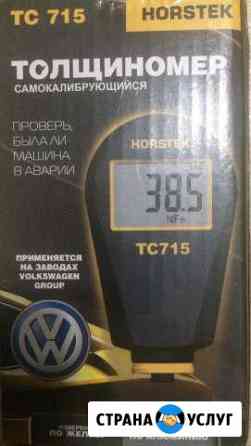 TC 715
HORSTEK
ТОЛЩИНОМЕР
САМОКАЛИБРУЮЩИЙСЯ
ПРОВЕРЬ,
БЫЛА ЛИ
МАШИНА
В АВАРИИ
HORSTEK
38.5
NFe
TC715
ПРИМЕНЯЕТСЯ
НА ЗАВОДАХ
VOLKSWAGEN
GROUP
СТРАНА УСЛУГ